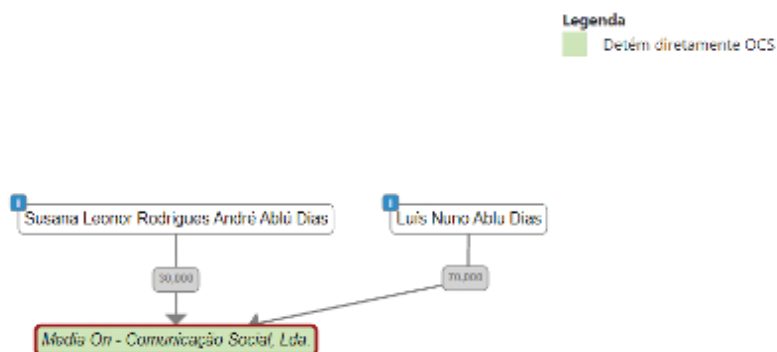 Legenda
Detém diretamente OCS
Susana Leonor Rodrigues André Ablú Dias
Luís Nuno Ablu Dias
30,000
70,000
Media On - Comunicação Social, Lda.